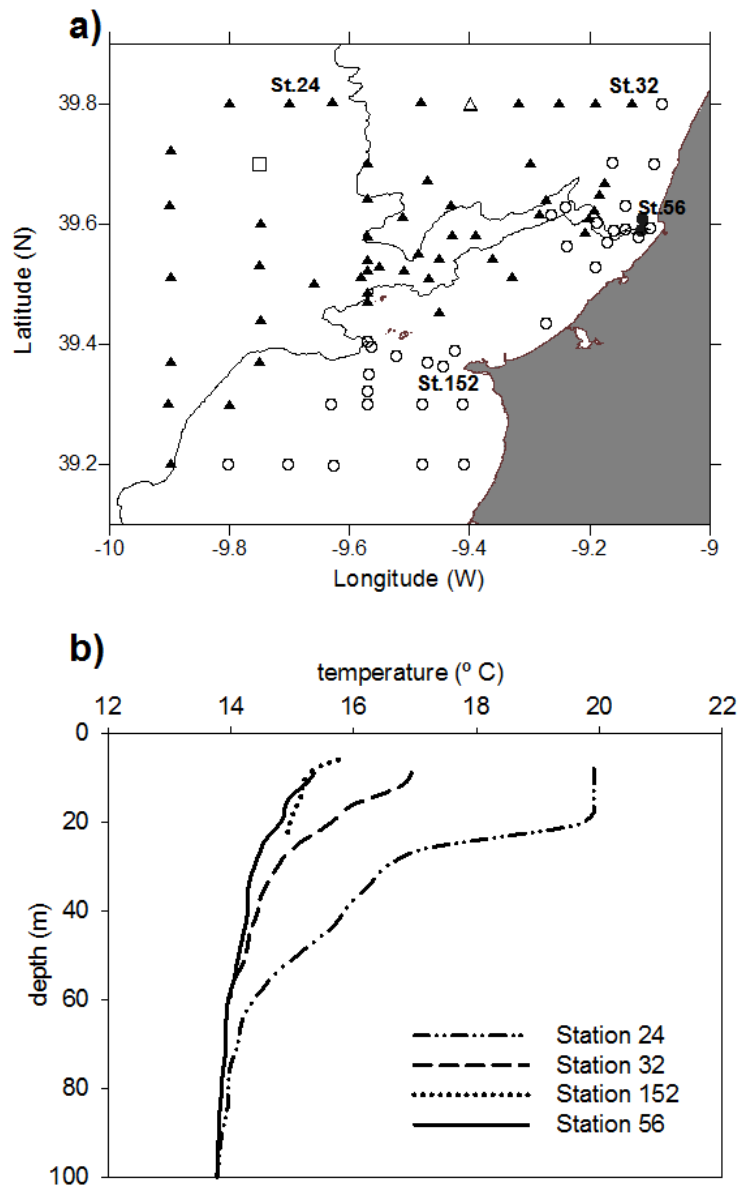 a)
St.24
St.32
39.8
39.6
39.4
39.2
Latitude (N)
St.56
St.152
-10
-9.8
-9.6
-9.4
-9.2
-9
Longitude (W)
b)
temperature (º C)
12
14
16
18
20
22
0
20
40
60
80
100
depth (m)
Station 24
Station 32
Station 152
Station 56